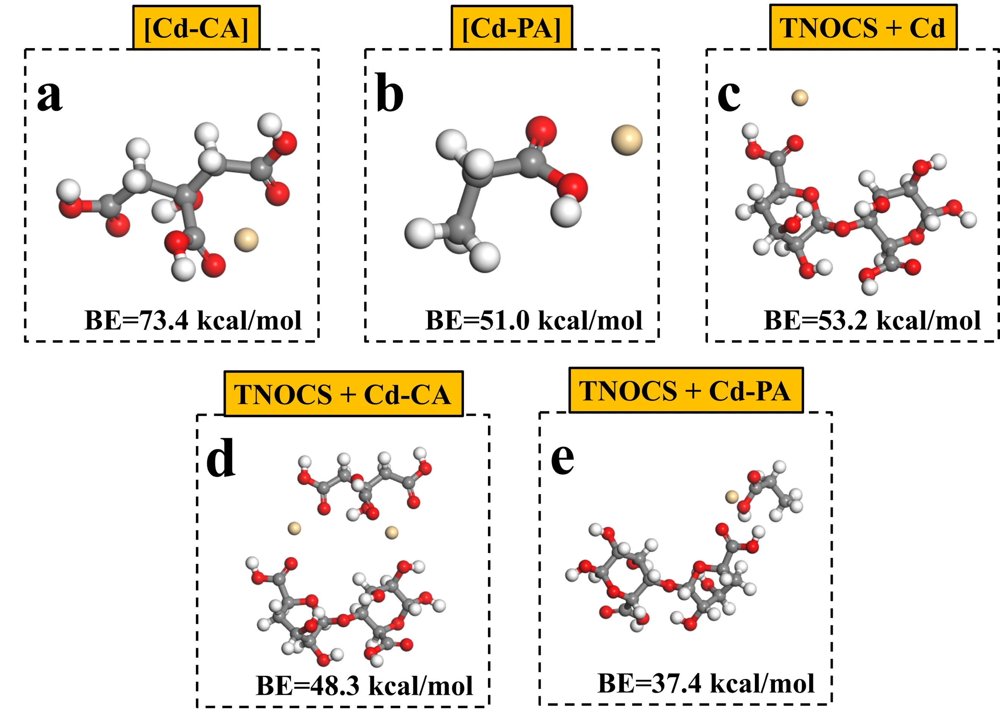 [Cd-CA]
[Cd-PA]
TNOCS + Cd
a
b
c
BE=73.4 kcal/mol
BE=51.0 kcal/mol
BE=53.2 kcal/mol
TNOCS + Cd-CA
TNOCS + Cd-PA
d
e
BE=48.3 kcal/mol
BE=37.4 kcal/mol